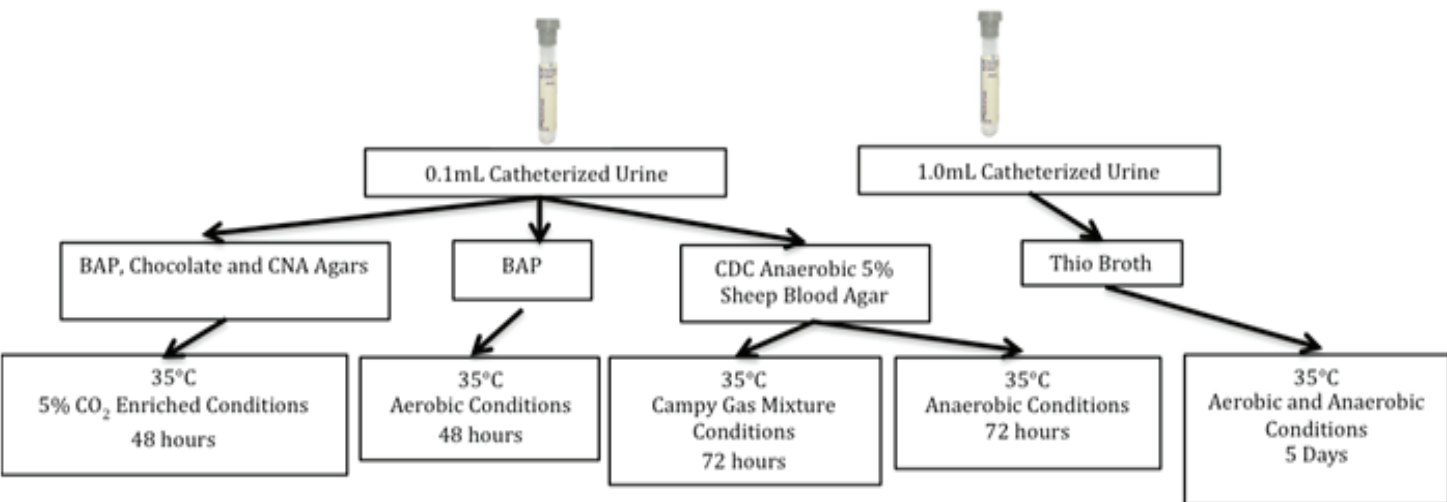 0.1mL Catheterized Urine
1.0mL Catheterized Urine
BAP, Chocolate and CNA Agars
BAP
CDC Anaerobic 5%
Sheep Blood Agar
Thio Broth
35°C
5% CO₂ Enriched Conditions
48 hours
35°C
Aerobic Conditions
48 hours
35°C
Campy Gas Mixture
Conditions
72 hours
35°C
Anaerobic Conditions
72 hours
35°C
Aerobic and Anaerobic
Conditions
5 Days